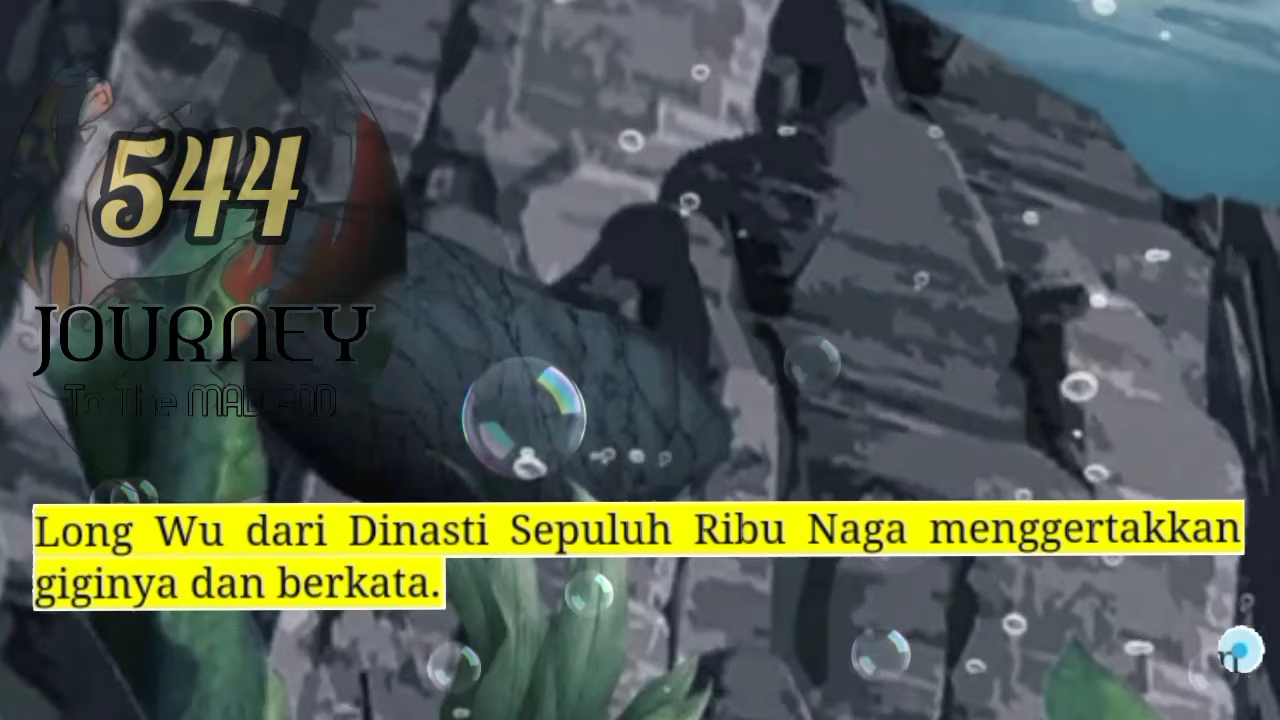 544
JOURNEY
To The MAD GOD
Long Wu dari Dinasti Sepuluh Ribu Naga menggertakkan
giginya dan berkata.
n